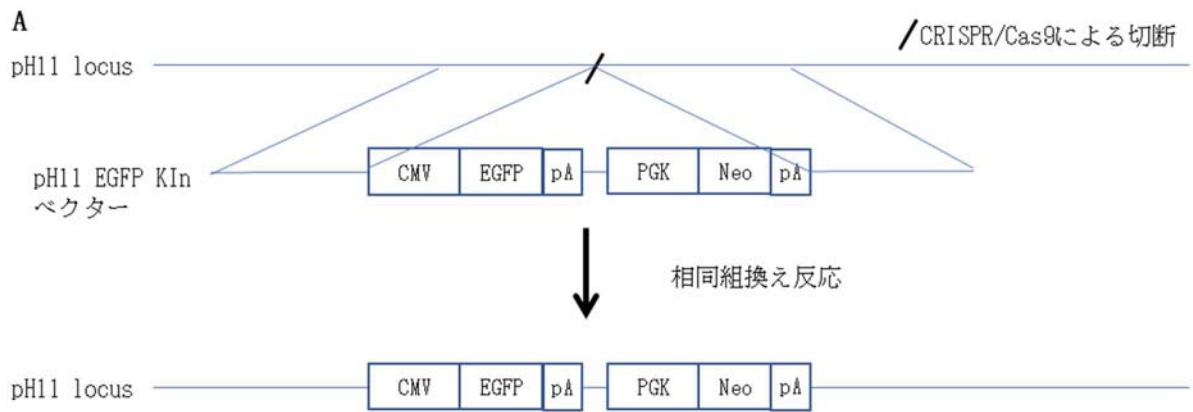 A
/CRISPR/Cas9による切断
pH11 locus
pH11 EGFP KIn
ベクター
CMV EGFP pA PGK Neo pA
相同組換え反応
pH11 locus
CMV EGFP pA PGK Neo pA